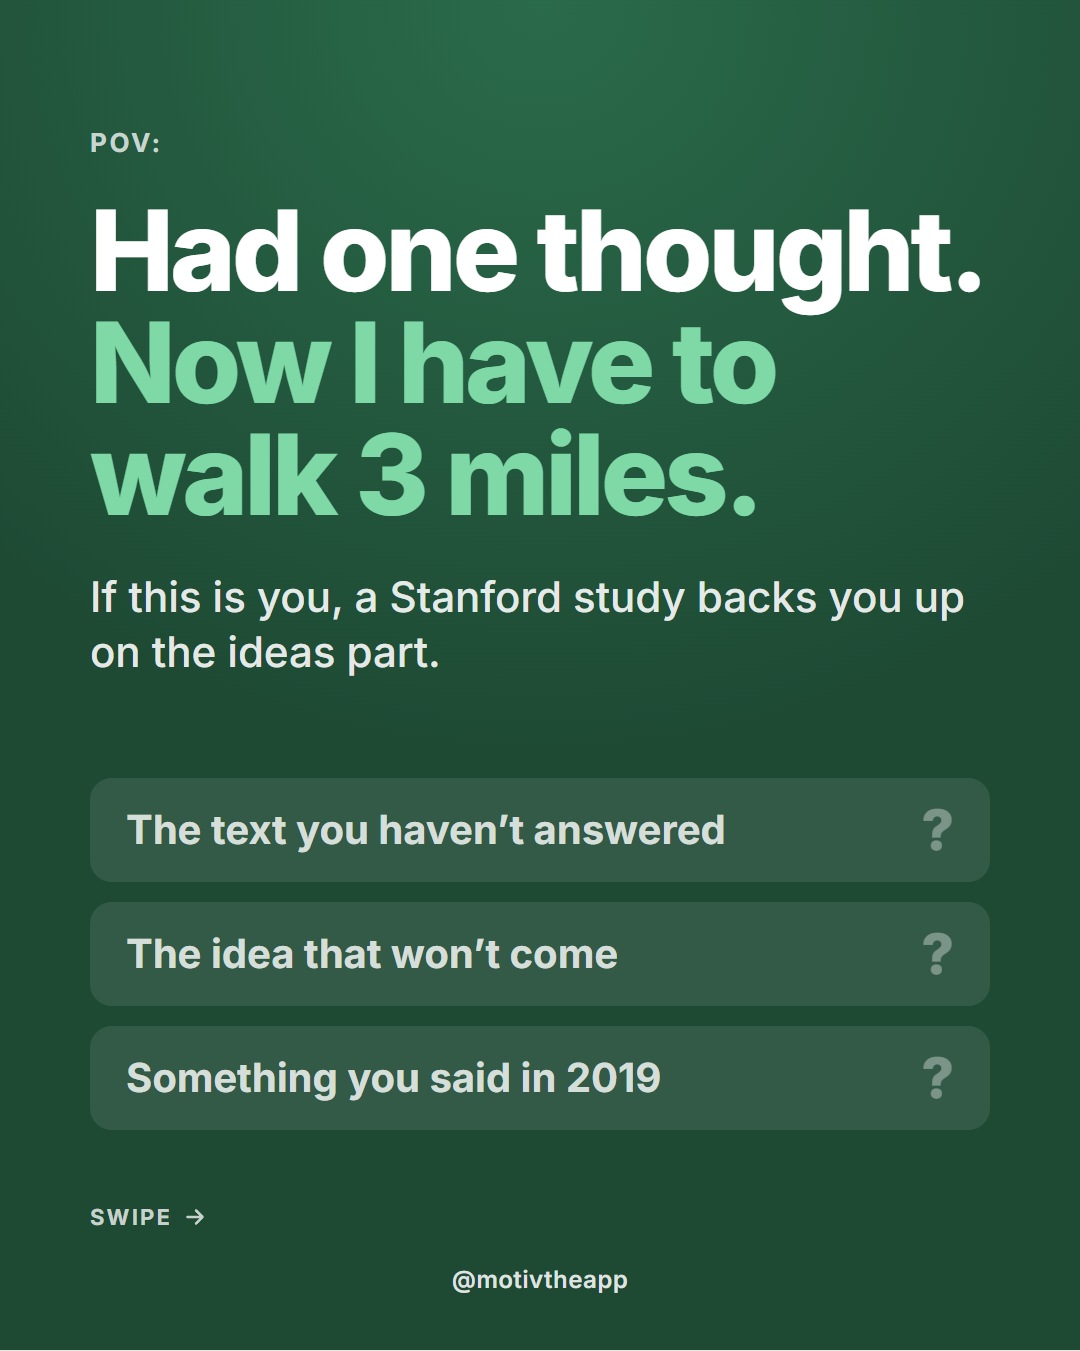 POV:
Had one thought.
Now I have to
walk 3 miles.
If this is you, a Stanford study backs you up
on the ideas part.
The text you haven’t answered ?
The idea that won’t come ?
Something you said in 2019 ?
SWIPE →
@motivtheapp